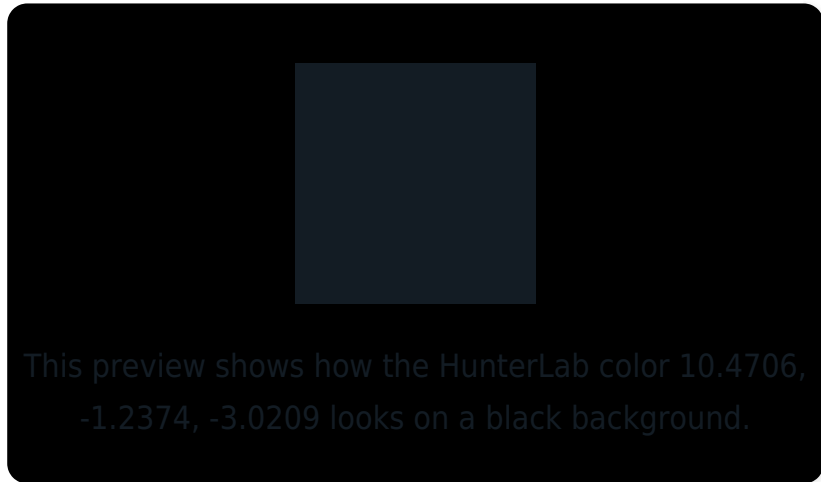 This preview shows how the HunterLab color 10.4706,
-1.2374, -3.0209 looks on a black background.